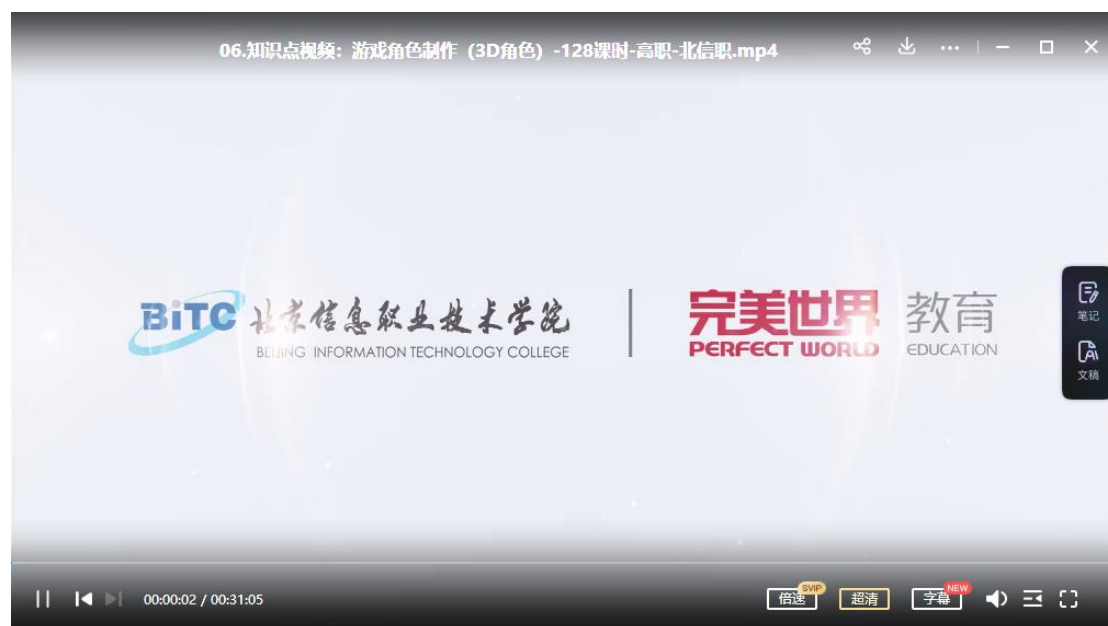 06.知识点视频：游戏角色制作（3D角色）-128课时-高职-北信职.mp4
BiTC 北京信息职业技术学院
BEIJING INFORMATION TECHNOLOGY COLLEGE
完美世界 教育
PERFECT WORLD EDUCATION
笔记
文稿
00:00:02 / 00:31:05
倍速 SVIP
超清
字幕 NEW